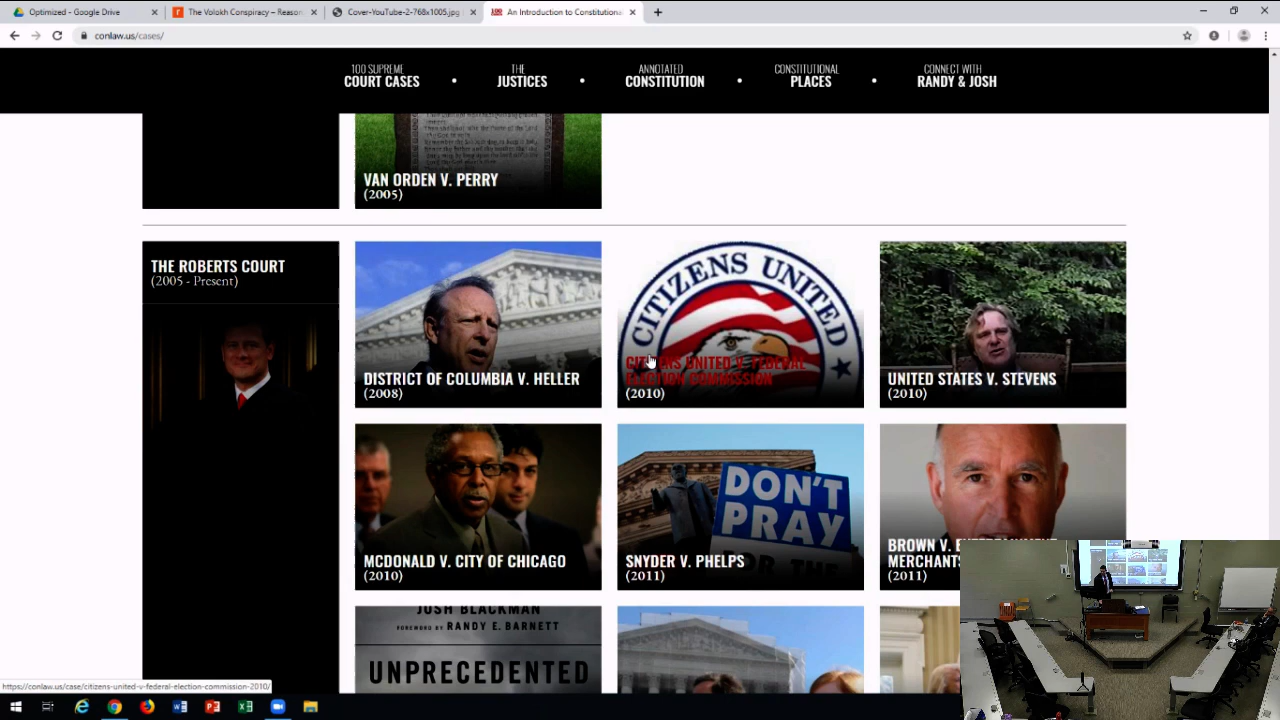 Optimized - Google Drive
The Volokh Conspiracy – Reason
Cover-YouTube-2-768x1005.jpg
An Introduction to Constitutiona
conlaw.us/cases/
100 SUPREME
COURT CASES
THE
JUSTICES
ANNOTATED
CONSTITUTION
CONSTITUTIONAL
PLACES
CONNECT WITH
RANDY & JOSH
VAN ORDEN V. PERRY
(2005)
THE ROBERTS COURT
(2005 - Present)
DISTRICT OF COLUMBIA V. HELLER
(2008)
CITIZENS UNITED
CITIZENS UNITED V. FEDERAL
ELECTION COMMISSION
(2010)
UNITED STATES V. STEVENS
(2010)
MCDONALD V. CITY OF CHICAGO
(2010)
DON'T
PRAY
FOR THE
SNYDER V. PHELPS
(2011)
BROWN V.
MERCHANTS
(2011)
JOSH BLACKMAN
FOREWORD BY RANDY E. BARNETT
UNPRECEDENTED
https://conlaw.us/case/citizens-united-v-federal-election-commission-2010/